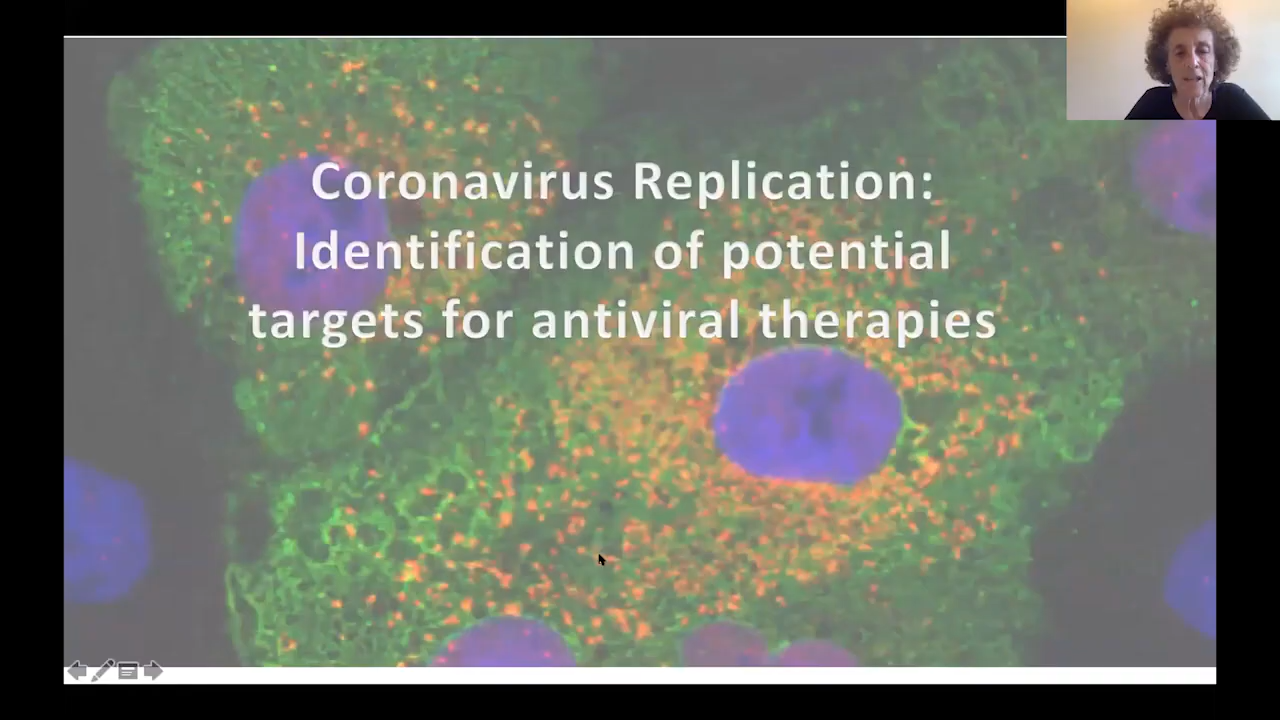 Coronavirus Replication:
Identification of potential
targets for antiviral therapies